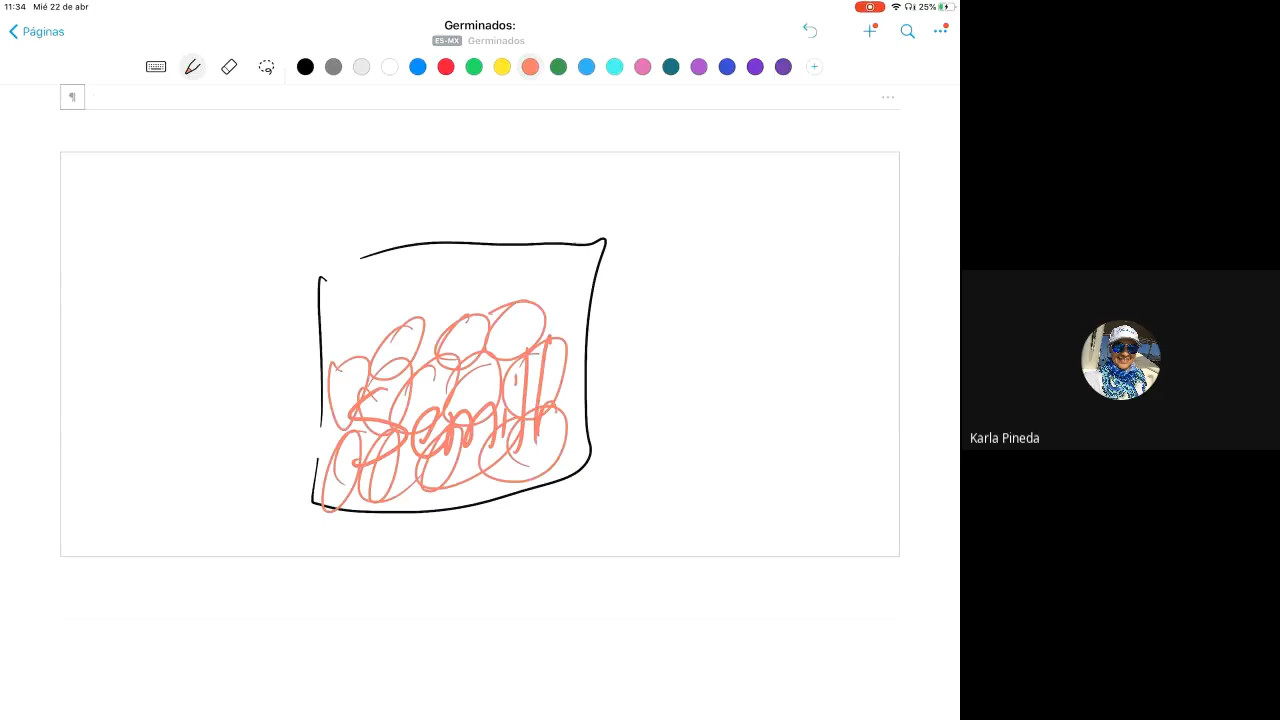 11:34 Mié 22 de abr 25%
Páginas
Germinados:
ES-MX Germinados
¶
Karla Pineda